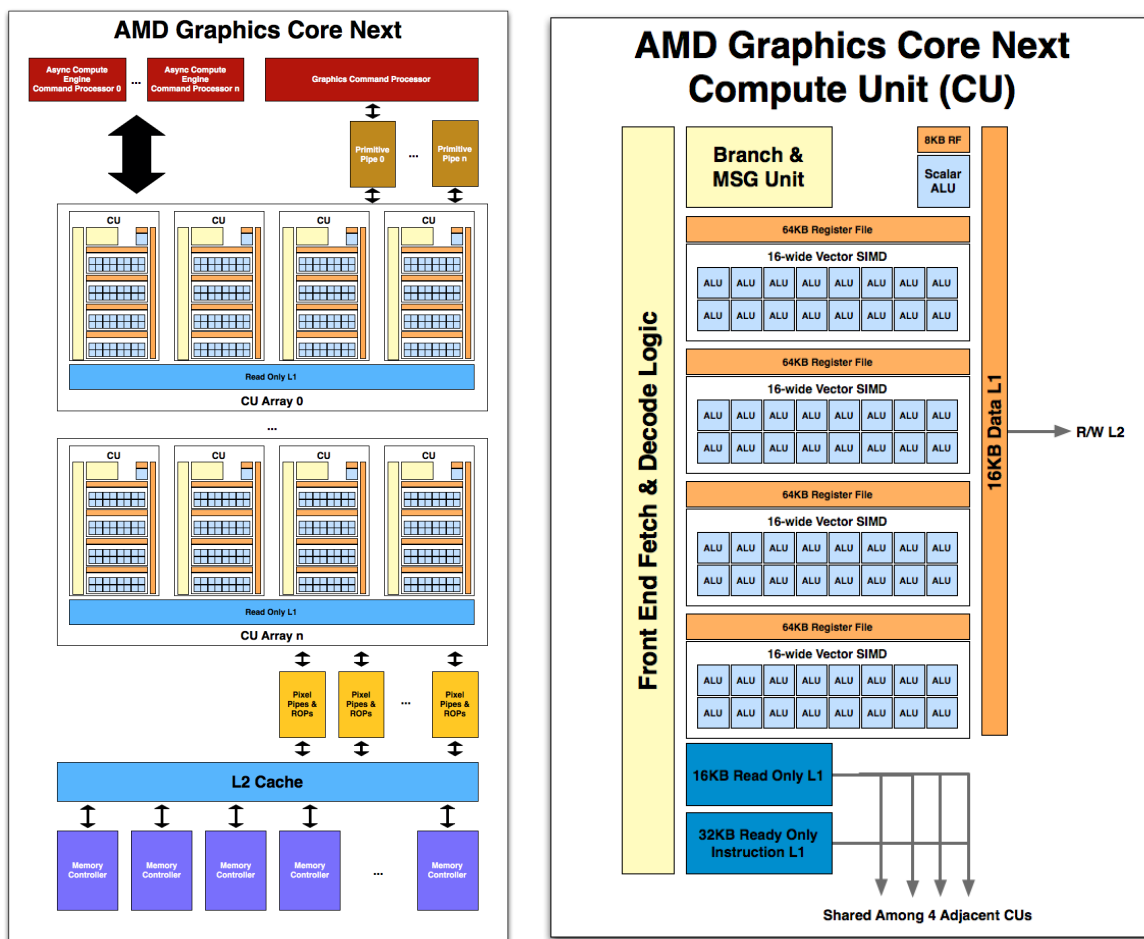 AMD Graphics Core Next
Async Compute
Engine
Command Processor 0
...
Async Compute
Engine
Command Processor n
Graphics Command Processor
Primitive
Pipe 0
...
Primitive
Pipe n
CU
CU
CU
CU
Read Only L1
CU Array 0
...
CU
CU
CU
CU
Read Only L1
CU Array n
Pixel
Pipes &
ROPs
Pixel
Pipes &
ROPs
...
Pixel
Pipes &
ROPs
L2 Cache
Memory
Controller
Memory
Controller
Memory
Controller
Memory
Controller
...
Memory
Controller
AMD Graphics Core Next
Compute Unit (CU)
Front End Fetch & Decode Logic
Branch &
MSG Unit
8KB RF
Scalar
ALU
64KB Register File
16-wide Vector SIMD
ALU ALU ALU ALU ALU ALU ALU ALU
ALU ALU ALU ALU ALU ALU ALU ALU
64KB Register File
16-wide Vector SIMD
ALU ALU ALU ALU ALU ALU ALU ALU
ALU ALU ALU ALU ALU ALU ALU ALU
64KB Register File
16-wide Vector SIMD
ALU ALU ALU ALU ALU ALU ALU ALU
ALU ALU ALU ALU ALU ALU ALU ALU
64KB Register File
16-wide Vector SIMD
ALU ALU ALU ALU ALU ALU ALU ALU
ALU ALU ALU ALU ALU ALU ALU ALU
16KB Data L1
R/W L2
16KB Read Only L1
32KB Ready Only
Instruction L1
Shared Among 4 Adjacent CUs